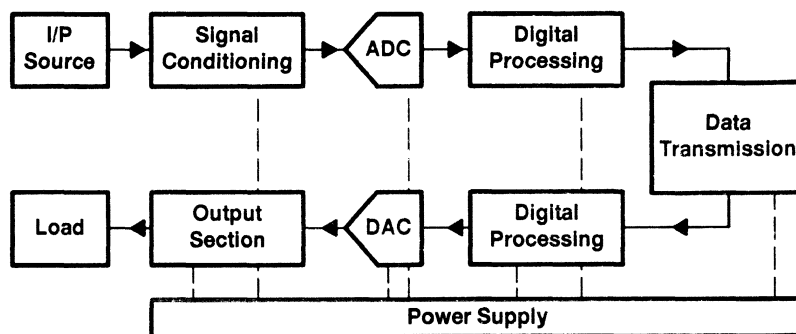 I/P
Source
Signal
Conditioning
ADC
Digital
Processing
Data
Transmission
Load
Output
Section
DAC
Digital
Processing
Power Supply